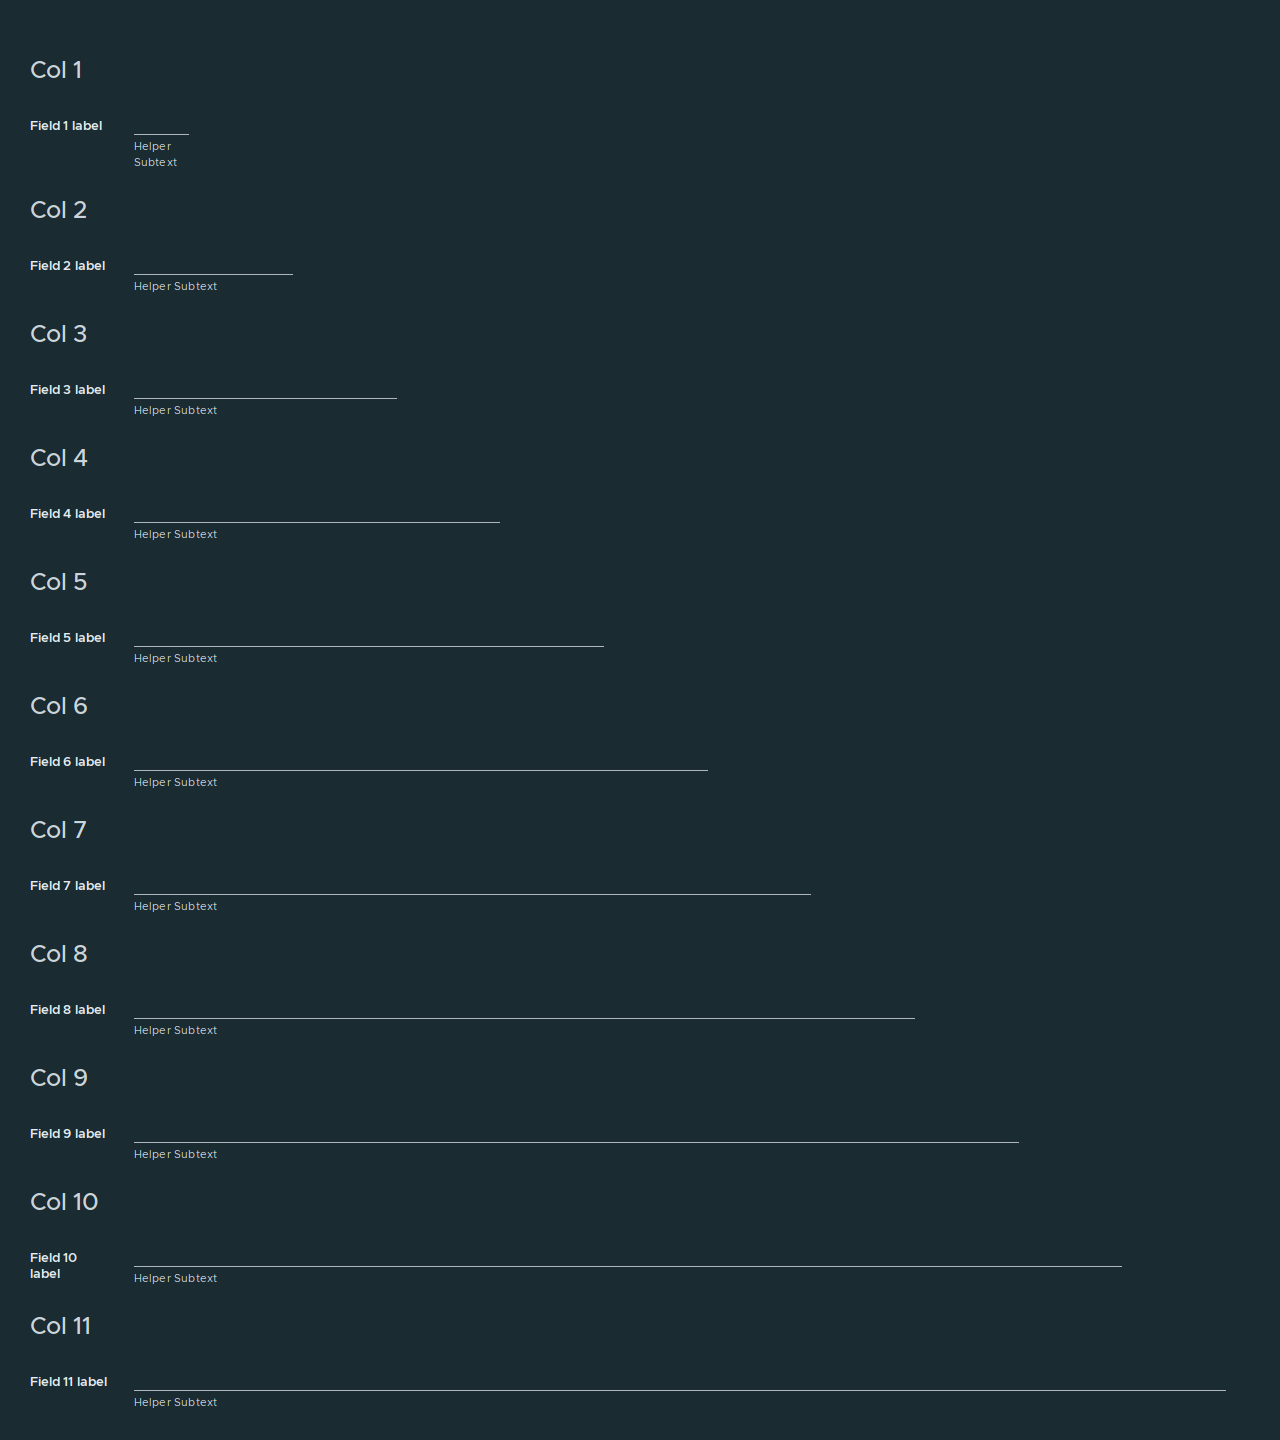 Col 1
Field 1 label
Helper
Subtext
Col 2
Field 2 label
Helper Subtext
Col 3
Field 3 label
Helper Subtext
Col 4
Field 4 label
Helper Subtext
Col 5
Field 5 label
Helper Subtext
Col 6
Field 6 label
Helper Subtext
Col 7
Field 7 label
Helper Subtext
Col 8
Field 8 label
Helper Subtext
Col 9
Field 9 label
Helper Subtext
Col 10
Field 10
label
Helper Subtext
Col 11
Field 11 label
Helper Subtext